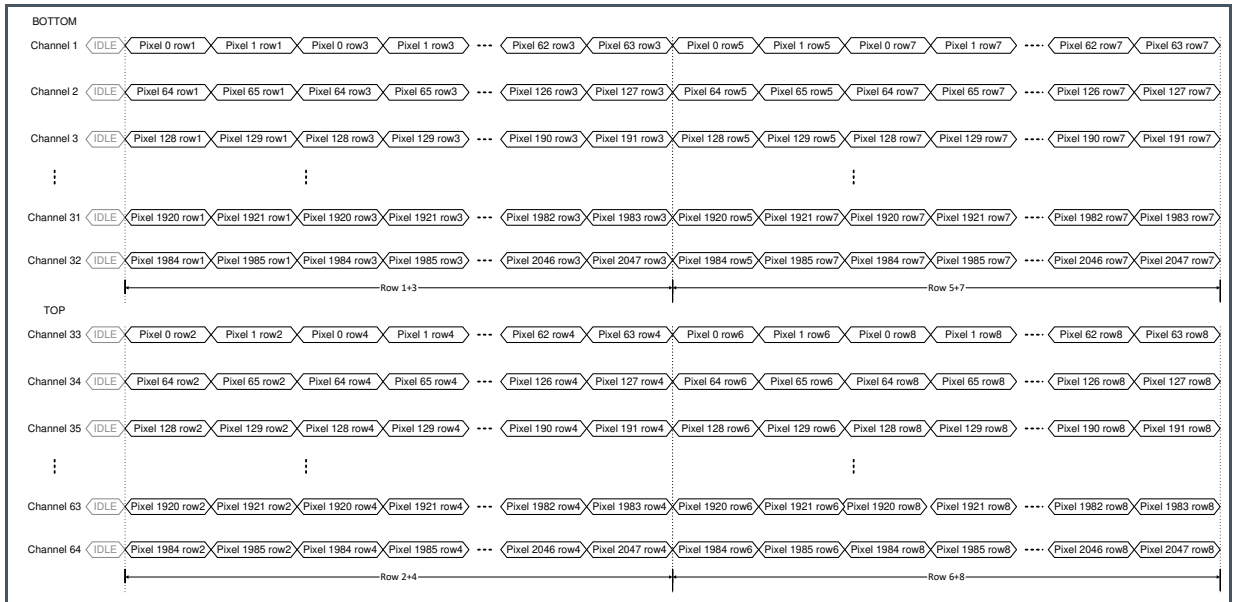 BOTTOM
Channel 1 IDLE Pixel 0 row1 Pixel 1 row1 Pixel 0 row3 Pixel 1 row3 Pixel 62 row3 Pixel 63 row3 Pixel 0 row5 Pixel 1 row5 Pixel 0 row7 Pixel 1 row7 Pixel 62 row7 Pixel 63 row7
Channel 2 IDLE Pixel 64 row1 Pixel 65 row1 Pixel 64 row3 Pixel 65 row3 Pixel 126 row3 Pixel 127 row3 Pixel 64 row5 Pixel 65 row5 Pixel 64 row7 Pixel 65 row7 Pixel 126 row7 Pixel 127 row7
Channel 3 IDLE Pixel 128 row1 Pixel 129 row1 Pixel 128 row3 Pixel 129 row3 Pixel 190 row3 Pixel 191 row3 Pixel 128 row5 Pixel 129 row5 Pixel 128 row7 Pixel 129 row7 Pixel 190 row7 Pixel 191 row7
Channel 31 IDLE Pixel 1920 row1 Pixel 1921 row1 Pixel 1920 row3 Pixel 1921 row3 Pixel 1982 row3 Pixel 1983 row3 Pixel 1920 row5 Pixel 1921 row7 Pixel 1920 row7 Pixel 1921 row7 Pixel 1982 row7 Pixel 1983 row7
Channel 32 IDLE Pixel 1984 row1 Pixel 1985 row1 Pixel 1984 row3 Pixel 1985 row3 Pixel 2046 row3 Pixel 2047 row3 Pixel 1984 row5 Pixel 1985 row7 Pixel 1984 row7 Pixel 1985 row7 Pixel 2046 row7 Pixel 2047 row7
Row 1+3 Row 5+7
TOP
Channel 33 IDLE Pixel 0 row2 Pixel 1 row2 Pixel 0 row4 Pixel 1 row4 Pixel 62 row4 Pixel 63 row4 Pixel 0 row6 Pixel 1 row6 Pixel 0 row8 Pixel 1 row8 Pixel 62 row8 Pixel 63 row8
Channel 34 IDLE Pixel 64 row2 Pixel 65 row2 Pixel 64 row4 Pixel 65 row4 Pixel 126 row4 Pixel 127 row4 Pixel 64 row6 Pixel 65 row6 Pixel 64 row8 Pixel 65 row8 Pixel 126 row8 Pixel 127 row8
Channel 35 IDLE Pixel 128 row2 Pixel 129 row2 Pixel 128 row4 Pixel 129 row4 Pixel 190 row4 Pixel 191 row4 Pixel 128 row6 Pixel 129 row6 Pixel 128 row8 Pixel 129 row8 Pixel 190 row8 Pixel 191 row8
Channel 63 IDLE Pixel 1920 row2 Pixel 1921 row2 Pixel 1920 row4 Pixel 1921 row4 Pixel 1982 row4 Pixel 1983 row4 Pixel 1920 row6 Pixel 1921 row6 Pixel 1920 row8 Pixel 1921 row8 Pixel 1982 row8 Pixel 1983 row8
Channel 64 IDLE Pixel 1984 row2 Pixel 1985 row2 Pixel 1984 row4 Pixel 1985 row4 Pixel 2046 row4 Pixel 2047 row4 Pixel 1984 row6 Pixel 1985 row6 Pixel 1984 row8 Pixel 1985 row8 Pixel 2046 row8 Pixel 2047 row8
Row 2+4 Row 6+8